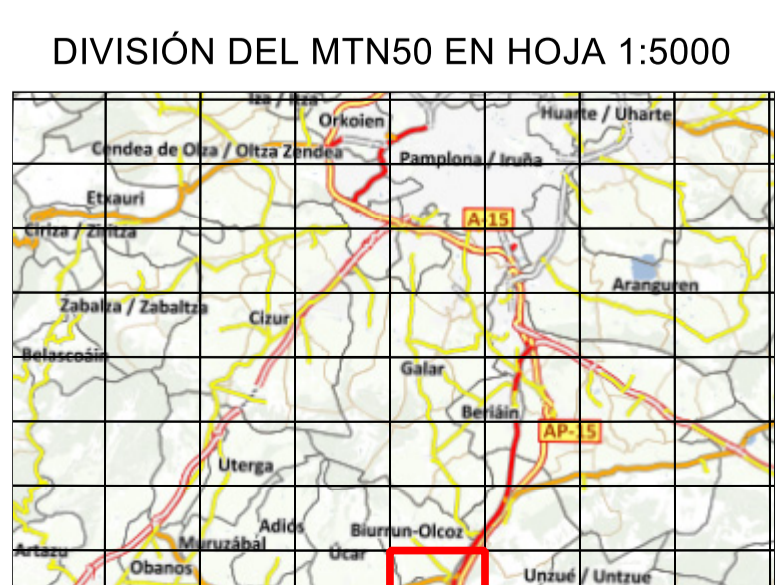 DIVISIÓN DEL MTN50 EN HOJA 1:5000
Iza / Itza
Orkoien
Huarte / Uharte
Cendea de Olza / Oltza Zendea
Pamplona / Iruña
Etxauri
A-15
Ciriza / Ziritza
Aranguren
Zabalza / Zabaltza
Cizur
Belascoáin
Galar
Beriáin
AP-15
Uterga
Adiós
Biurrun-Olcoz
Muruzábal
Artazu
Úcar
Obanos
Unzué / Untzue